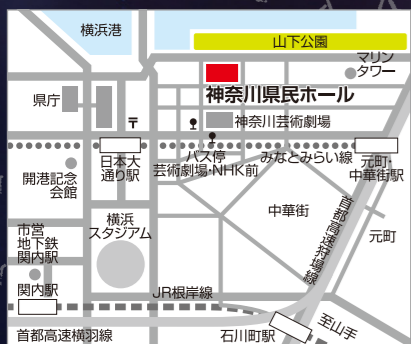 横浜港
山下公園
マリン
タワー
県庁
神奈川県民ホール
〒
神奈川芸術劇場
日本大
通り駅
バス停
芸術劇場・NHK前
みなとみらい線
元町・
中華街駅
開港記念
会館
横浜
スタジアム
中華街
首都高速狩場線
元町
市営
地下鉄
関内駅
関内駅
JR根岸線
首都高速横羽線
石川町駅
至山手